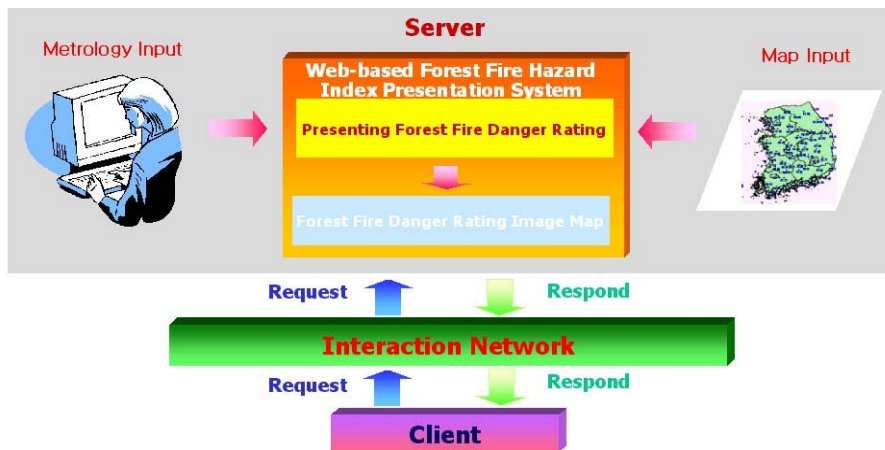 Server
Metrology Input
Map Input
Web-based Forest Fire Hazard
Index Presentation System
Presenting Forest Fire Danger Rating
Forest Fire Danger Rating Image Map
Request
Respond
Interaction Network
Request
Respond
Client